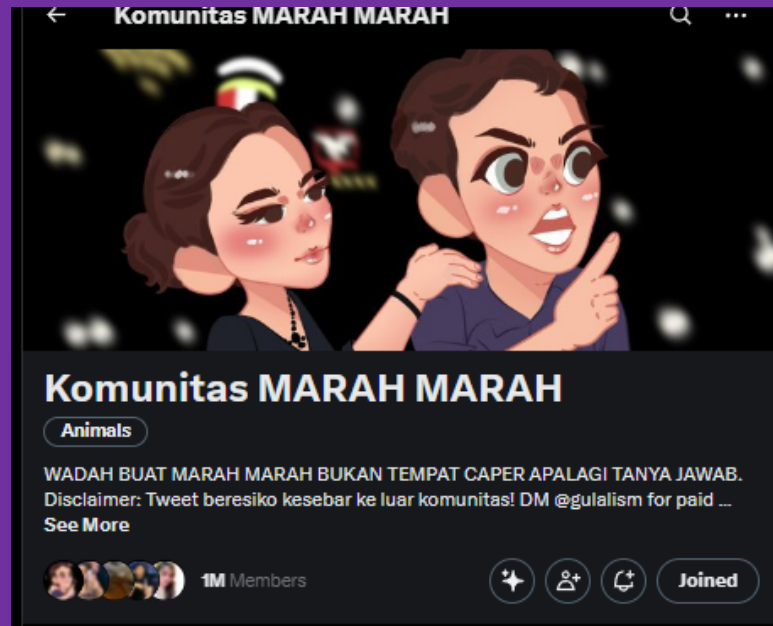 Komunitas MARAH MARAH
Komunitas MARAH MARAH
Animals
WADAH BUAT MARAH MARAH BUKAN TEMPAT CAPER APALAGI TANYA JAWAB.
Disclaimer: Tweet beresiko kesebar ke luar komunitas! DM @gulalism for paid ...
See More
1M Members
Joined